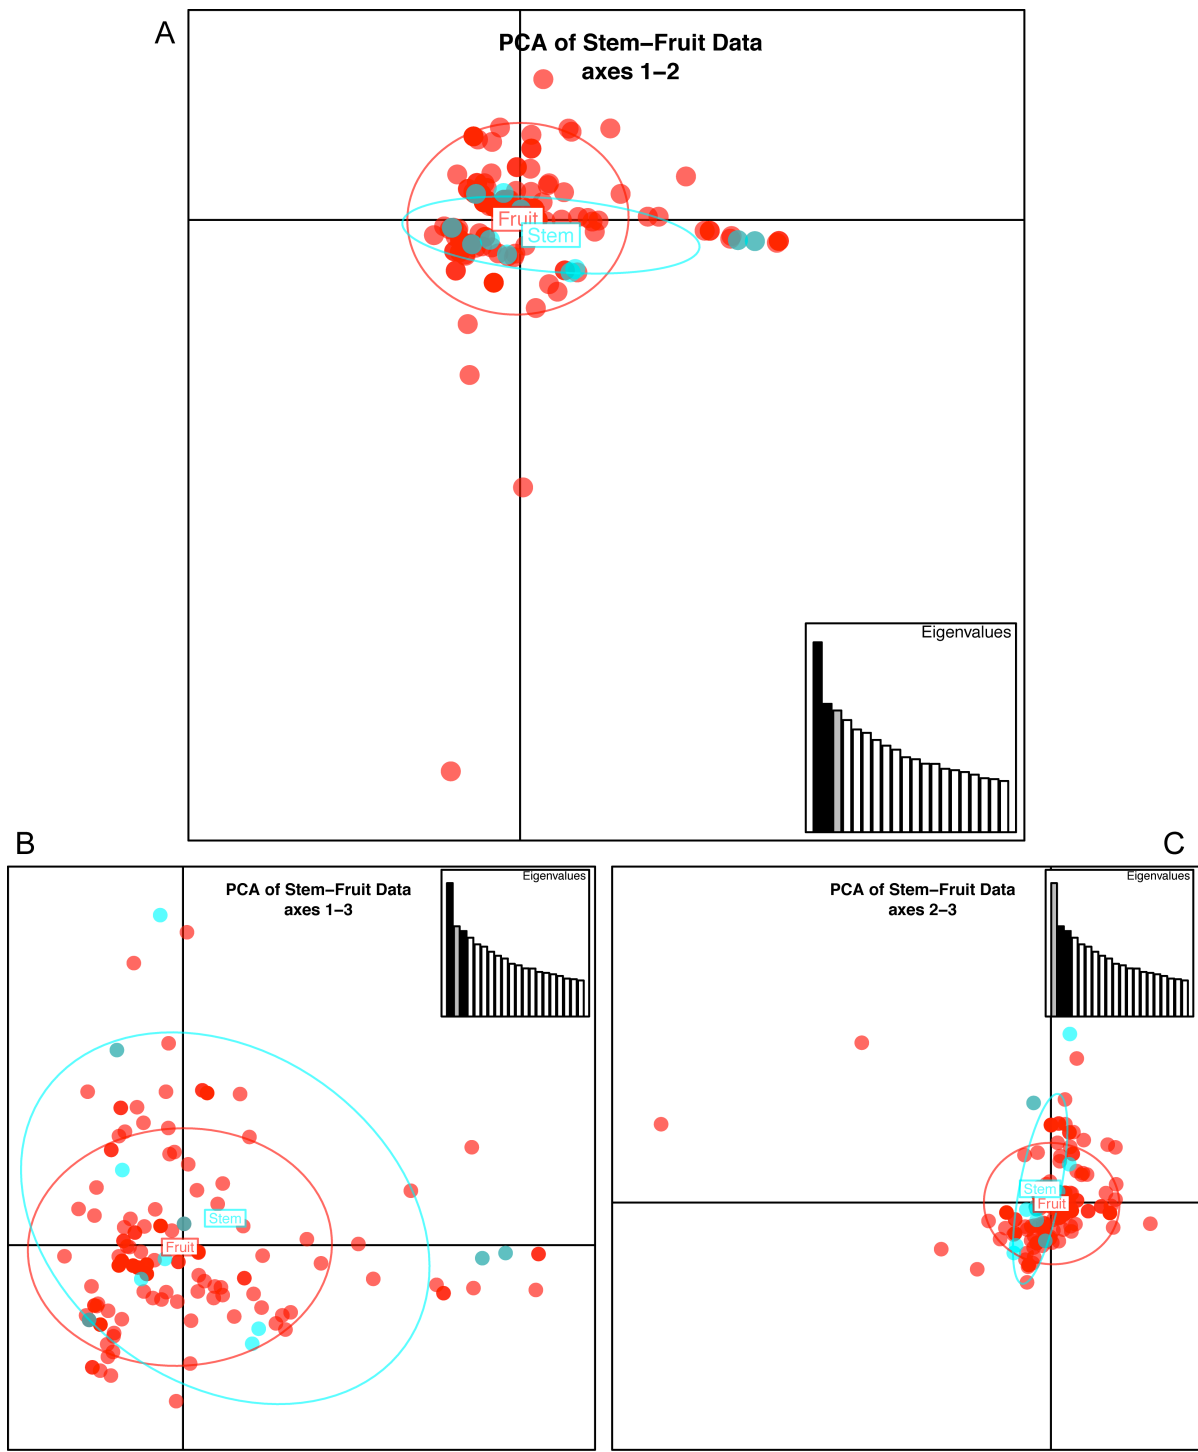 A
PCA of Stem–Fruit Data
axes 1–2
Fruit
Stem
Eigenvalues
B
PCA of Stem–Fruit Data
axes 1–3
Eigenvalues
Stem
Fruit
C
PCA of Stem–Fruit Data
axes 2–3
Eigenvalues
Stem
Fruit